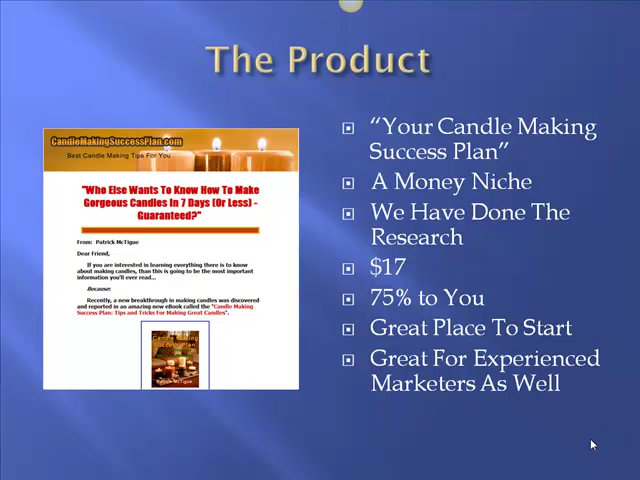 The Product
CandleMakingSuccessPlan.com
Best Candle Making Tips For You
"Who Else Wants To Know How To Make
Gorgeous Candles In 7 Days (Or Less) -
Guaranteed?"
From: Patrick McTigue
Dear Friend,
If you are interested in learning everything there is to know
about making candles, than this is going to be the most important
information you'll ever read...
Because:
Recently, a new breakthrough in making candles was discovered
and reported in an amazing new eBook called the "Candle Making
Success Plan: Tips and Tricks For Making Great Candles".
Candle Making
Success Plan
Patrick McTigue
“Your Candle Making
Success Plan”
A Money Niche
We Have Done The
Research
$17
75% to You
Great Place To Start
Great For Experienced
Marketers As Well